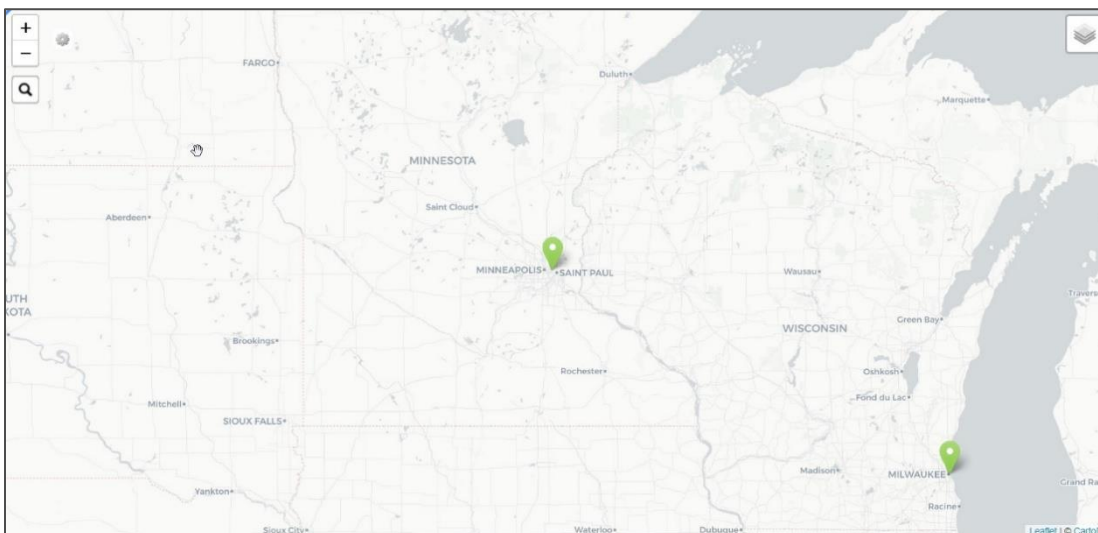 +
−
FARGO
Duluth
Marquette
MINNESOTA
Saint Cloud
Aberdeen
MINNEAPOLIS
SAINT PAUL
Wausau
Travers
UTH
KOTA
Green Bay
WISCONSIN
Brookings
Rochester
Oshkosh
Fond du Lac
Mitchell
SIOUX FALLS
Madison
MILWAUKEE
Grand Ra
Yankton
Racine
Sioux City
Waterloo
Dubuque
Leaflet | © Carto